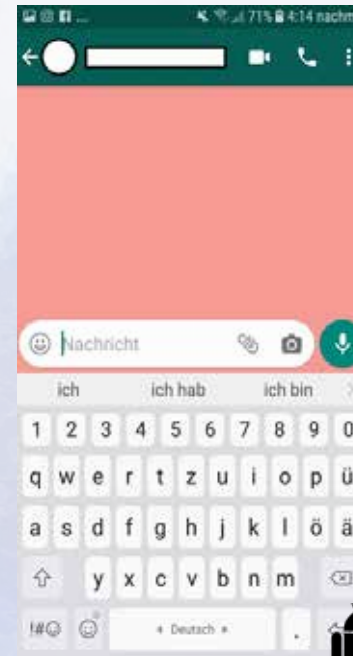 71% 4:14 nachm
Nachricht
ich ich hab ich bin
1 2 3 4 5 6 7 8 9 0
q w e r t z u i o p ü
a s d f g h j k l ö ä
y x c v b n m
!#☺ Deutsch .